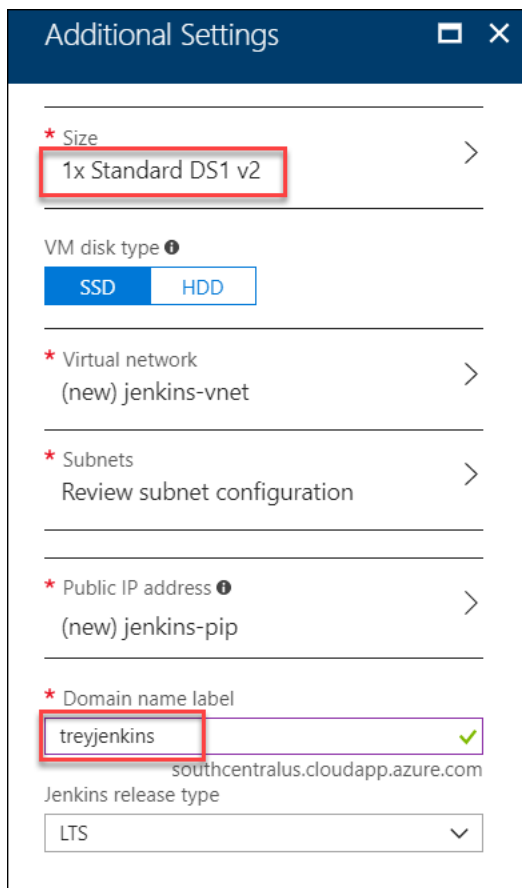 Additional Settings
* Size
1x Standard DS1 v2
VM disk type
SSD HDD
* Virtual network
(new) jenkins-vnet
* Subnets
Review subnet configuration
* Public IP address
(new) jenkins-pip
* Domain name label
treyjenkins
southcentralus.cloudapp.azure.com
Jenkins release type
LTS